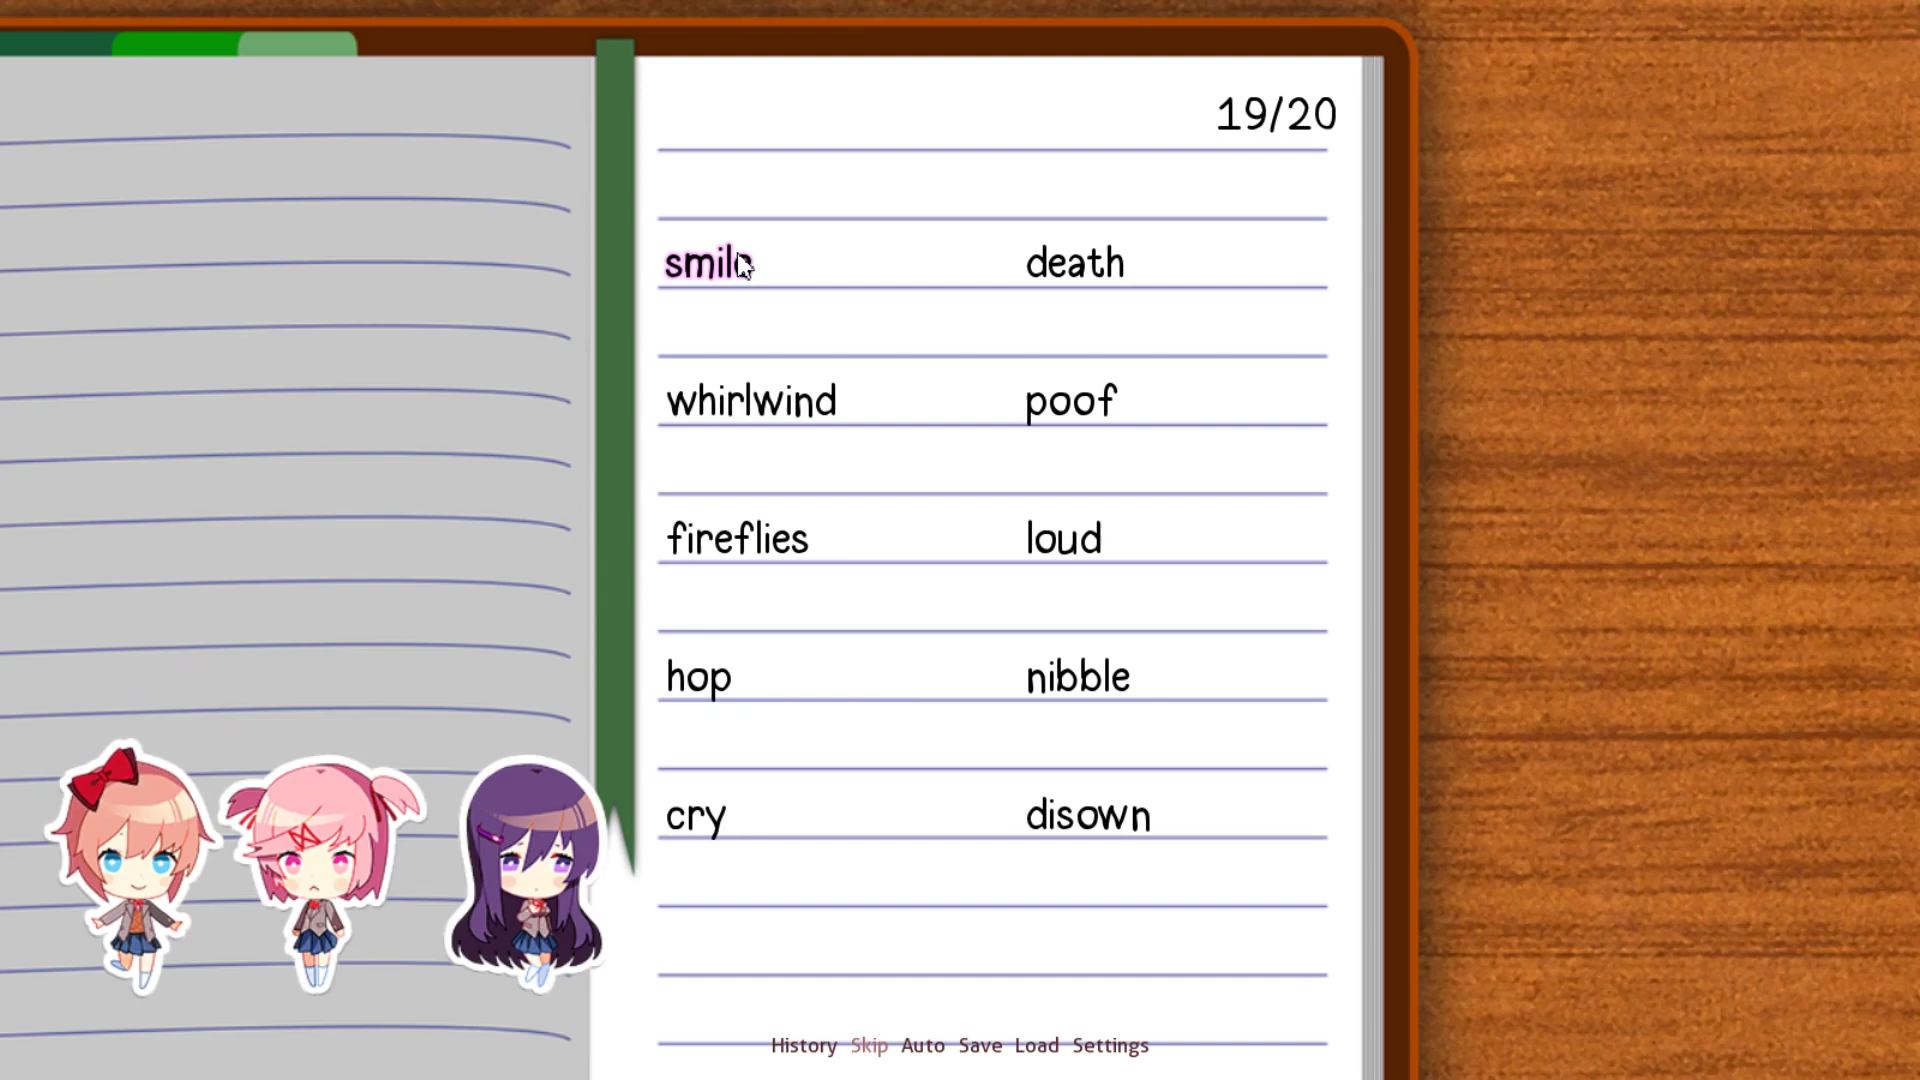 19/20
smile death
whirlwind poof
fireflies loud
hop nibble
cry disown
History Skip Auto Save Load Settings